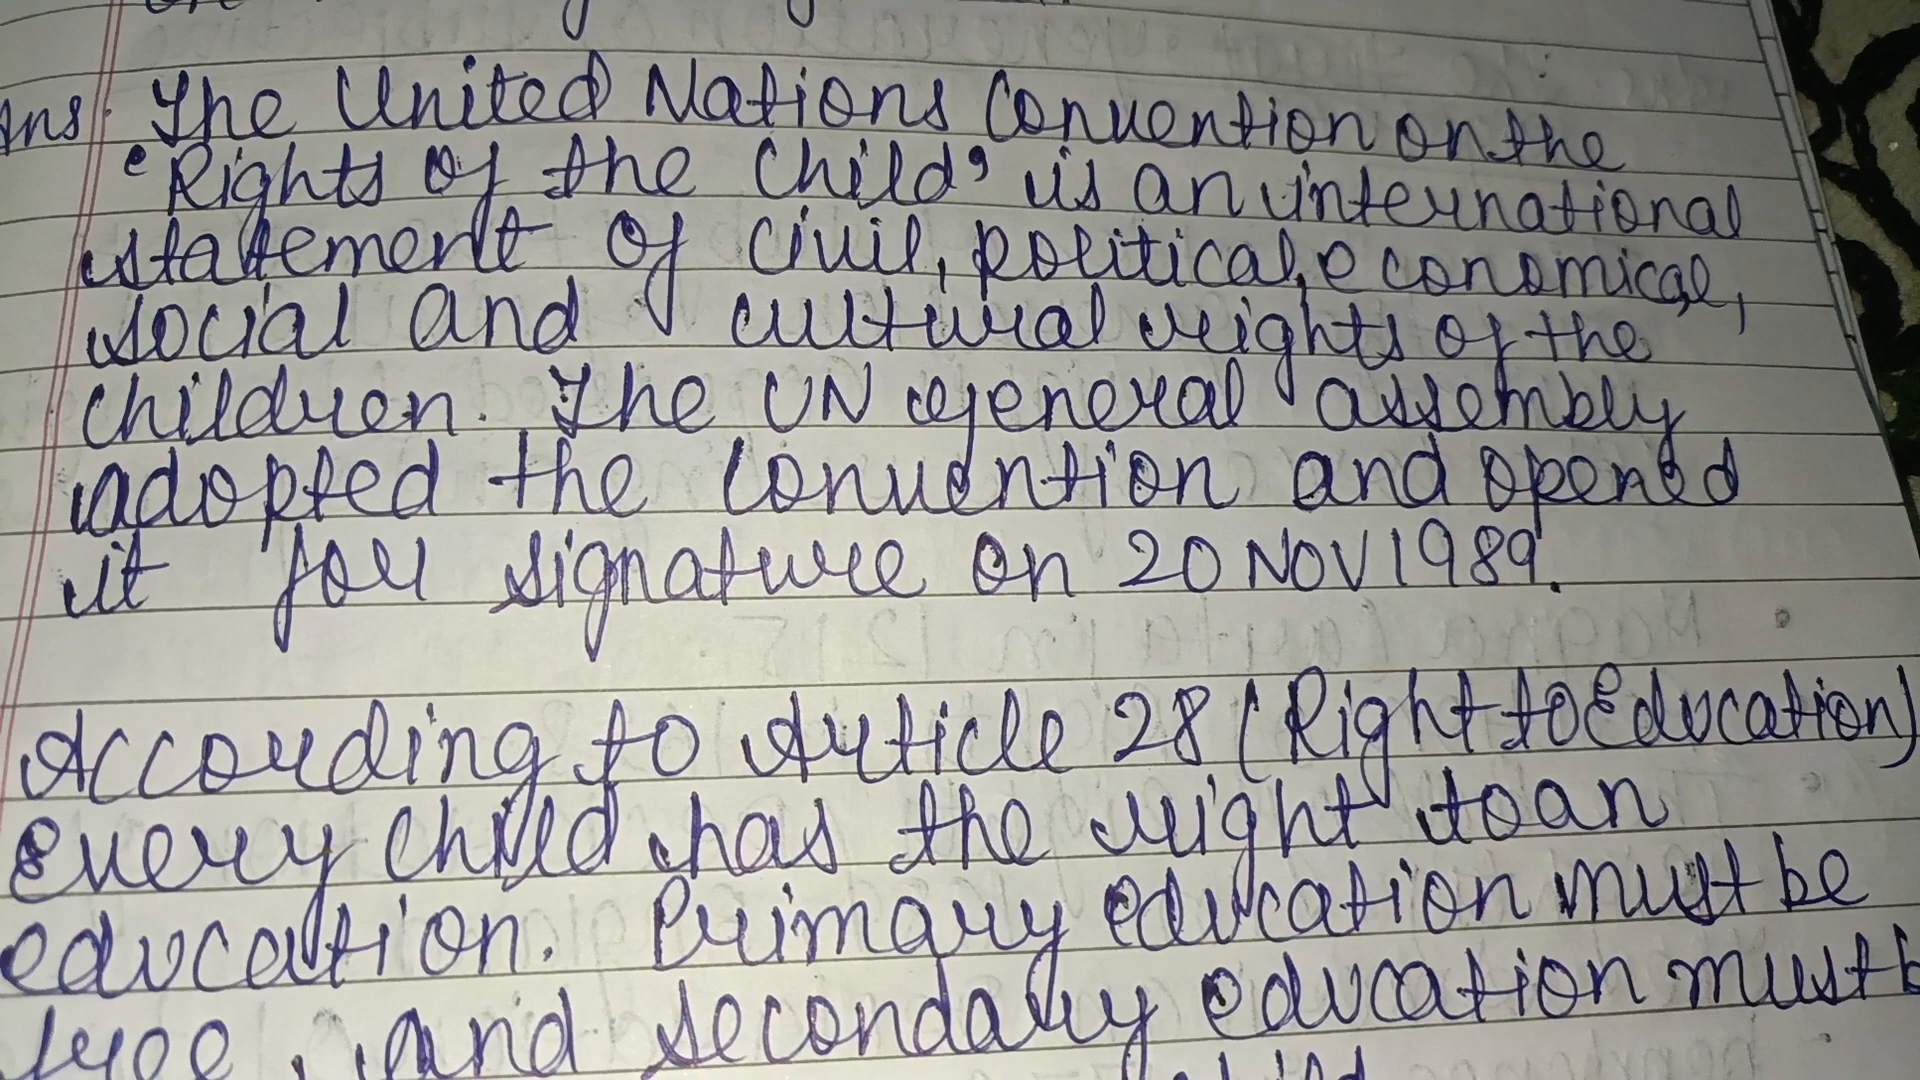 Ans. The United Nations Convention on the
‘Rights of the Child’ is an international
statement of civil, political, economical,
social and cultural rights of the
children. The UN general assembly
adopted the convention and opened
it for signature on 20 NOV 1989.
According to Article 28 (Right to Education)
every child has the right to an
education. Primary education must be
free, and secondary education must b
child